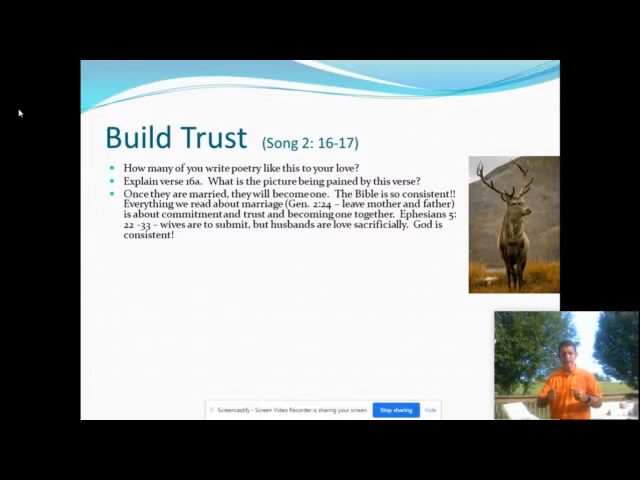 Build Trust (Song 2: 16-17)
How many of you write poetry like this to your love?
Explain verse 16a. What is the picture being pained by this verse?
Once they are married, they will become one. The Bible is so consistent!!
Everything we read about marriage (Gen. 2:24 – leave mother and father)
is about commitment and trust and becoming one together. Ephesians 5:
22 -33 – wives are to submit, but husbands are love sacrificially. God is
consistent!
Screencastify - Screen Video Recorder is sharing your screen.
Stop sharing
Hide